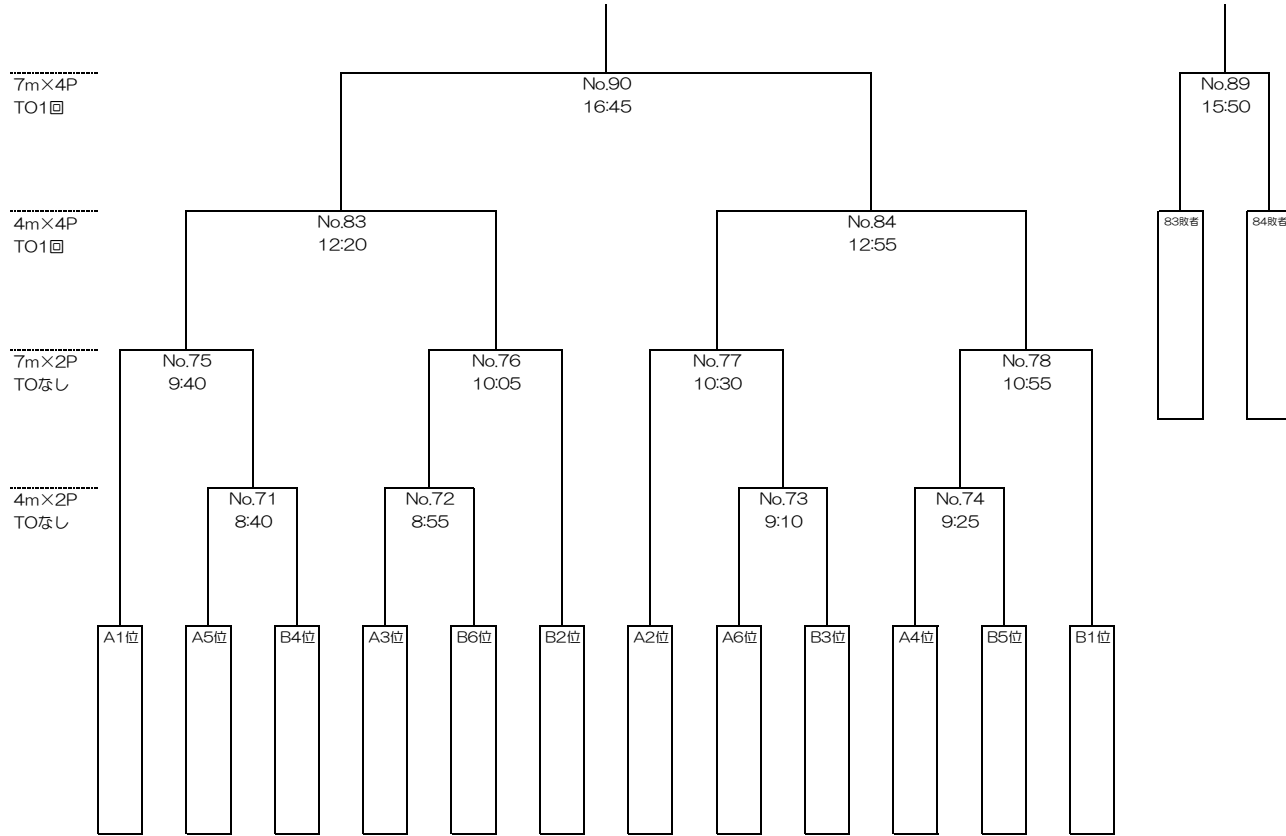 7m×4P
TO1回
No.90
16:45
No.89
15:50
4m×4P
TO1回
No.83
12:20
No.84
12:55
83敗者
84敗者
7m×2P
TOなし
No.75
9:40
No.76
10:05
No.77
10:30
No.78
10:55
4m×2P
TOなし
No.71
8:40
No.72
8:55
No.73
9:10
No.74
9:25
A1位
A5位
B4位
A3位
B6位
B2位
A2位
A6位
B3位
A4位
B5位
B1位